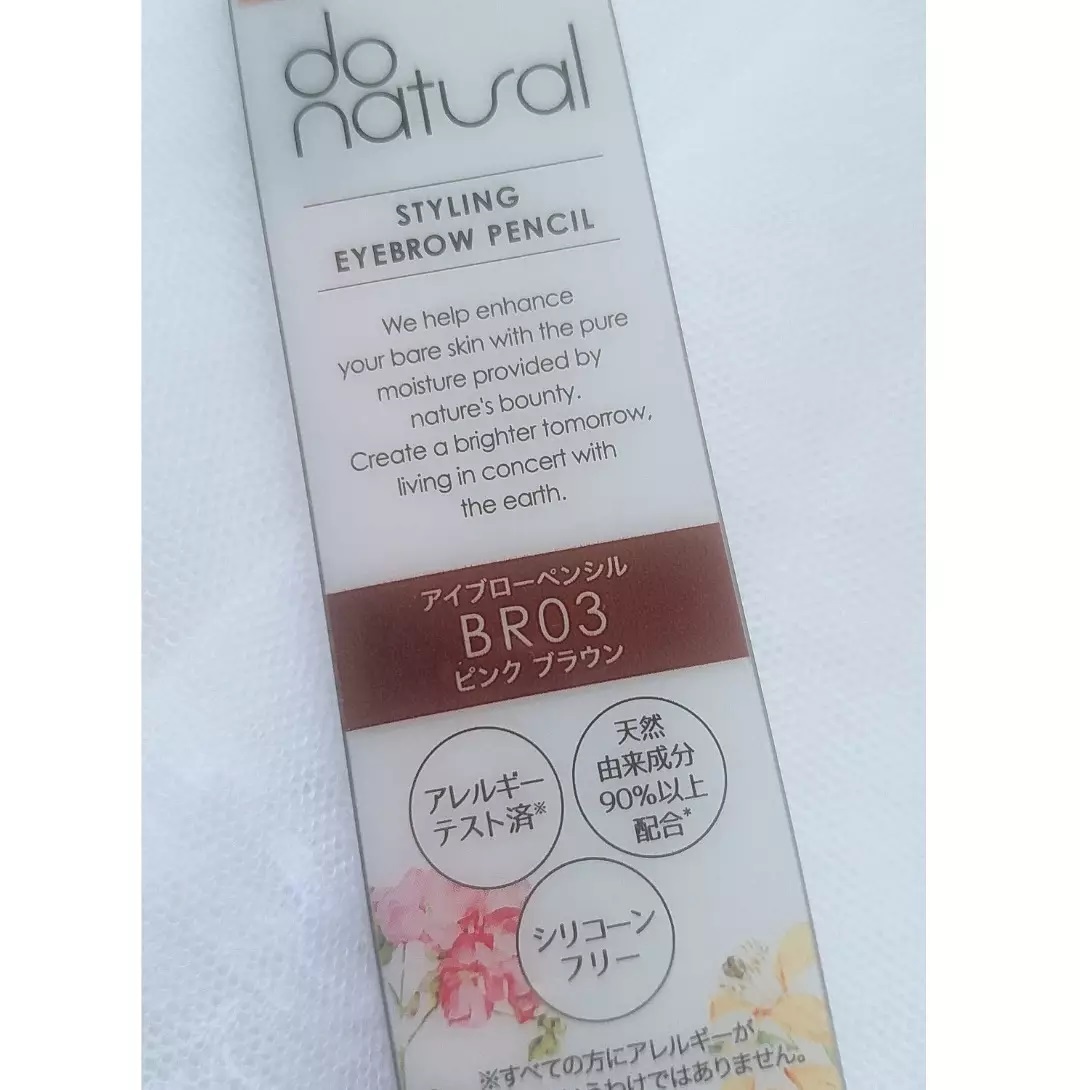 do
natural
STYLING
EYEBROW PENCIL
We help enhance
your bare skin with the pure
moisture provided by
nature's bounty.
Create a brighter tomorrow,
living in concert with
the earth.
アイブローペンシル
BR03
ピンク ブラウン
アレルギー
テスト済※
天然
由来成分
90%以上
配合*
シリコーン
フリー
※すべての方にアレルギーが
わけではありません。